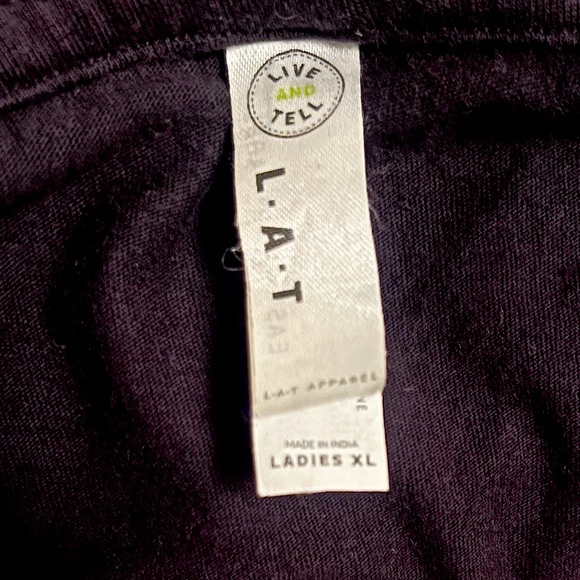 LIVE
AND
TELL
L·A·T
L·A·T APPAREL
MADE IN INDIA
LADIES XL